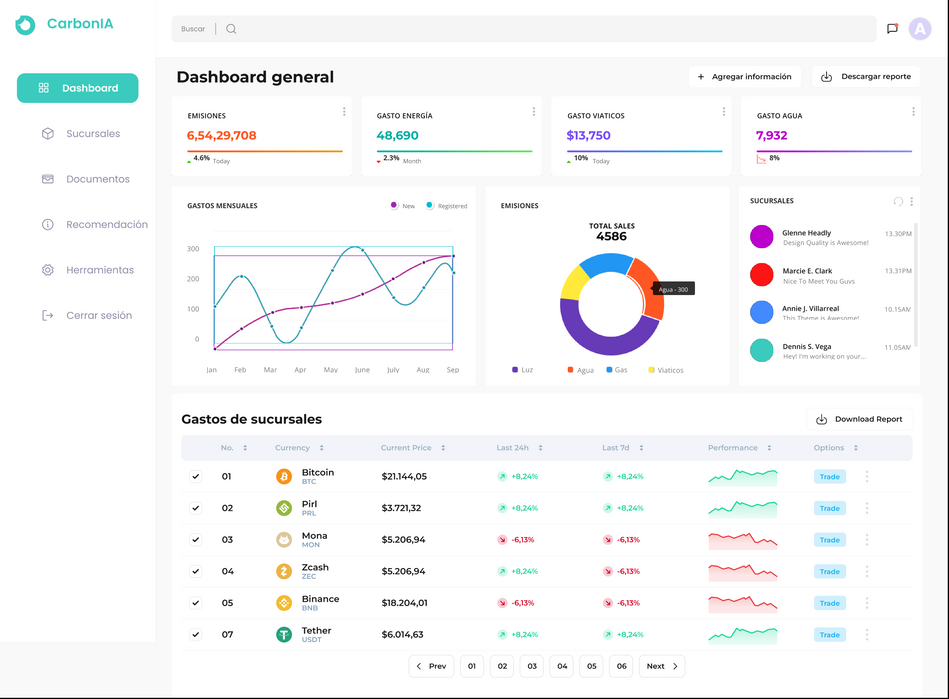 CarbonIA
Dashboard
Sucursales
Documentos
Recomendación
Herramientas
Cerrar sesión
Buscar
A
Dashboard general
+ Agregar información
Descargar reporte
EMISIONES
6,54,29,708
4.6% Today
GASTO ENERGÍA
48,690
2.3% Month
GASTO VIATICOS
$13,750
10% Today
GASTO AGUA
7,932
8%
GASTOS MENSUALES
New Registered
300
200
100
0
Jan Feb Mar Apr May June July Aug Sep
EMISIONES
TOTAL SALES
4586
Agua - 300
Luz Agua Gas Viaticos
SUCURSALES
Glenne Headly 13.30PM
Design Quality is Awesome!
Marcie E. Clark 13.31PM
Nice To Meet You Guys
Annie J. Villarreal 10.15AM
This Theme is Awesome!
Dennis S. Vega 11.05AM
Hey! I'm working on your...
Gastos de sucursales
Download Report
No. Currency Current Price Last 24h Last 7d Performance Options
01 Bitcoin $21.144,05 +8,24% +8,24% Trade
BTC
02 Pirl $3.721,32 +8,24% +8,24% Trade
PRL
03 Mona $5.206,94 -6,13% -6,13% Trade
MON
04 Zcash $5.206,94 +8,24% -6,13% Trade
ZEC
05 Binance $18.204,01 -6,13% -6,13% Trade
BNB
07 Tether $6.014,63 +8,24% +8,24% Trade
USDT
Prev 01 02 03 04 05 06 Next